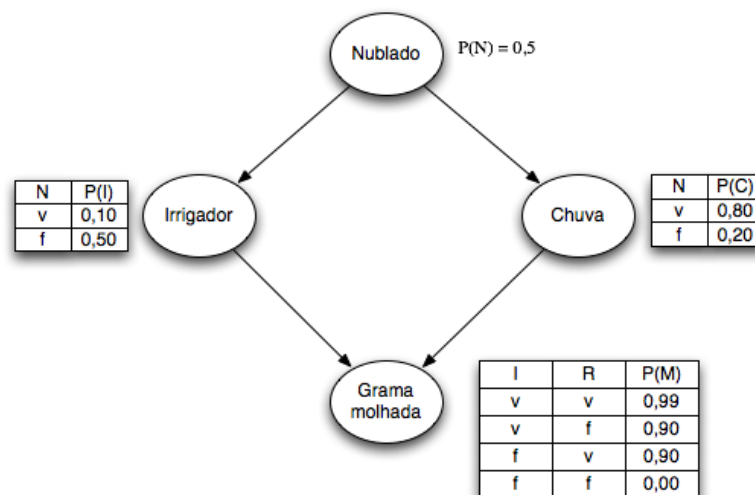 Nublado
P(N) = 0,5
N P(I)
v 0,10
f 0,50
Irrigador
Chuva
N P(C)
v 0,80
f 0,20
Grama
molhada
I R P(M)
v v 0,99
v f 0,90
f v 0,90
f f 0,00